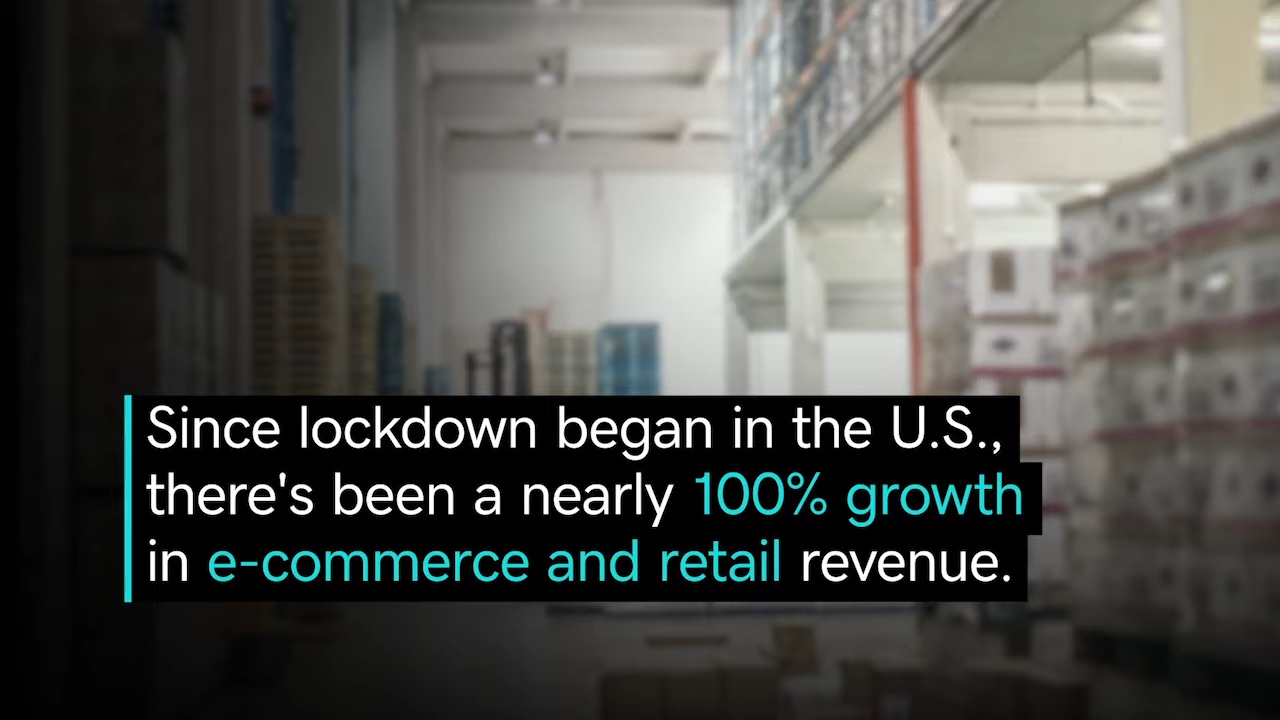 Since lockdown began in the U.S.,
there's been a nearly 100% growth
in e-commerce and retail revenue.